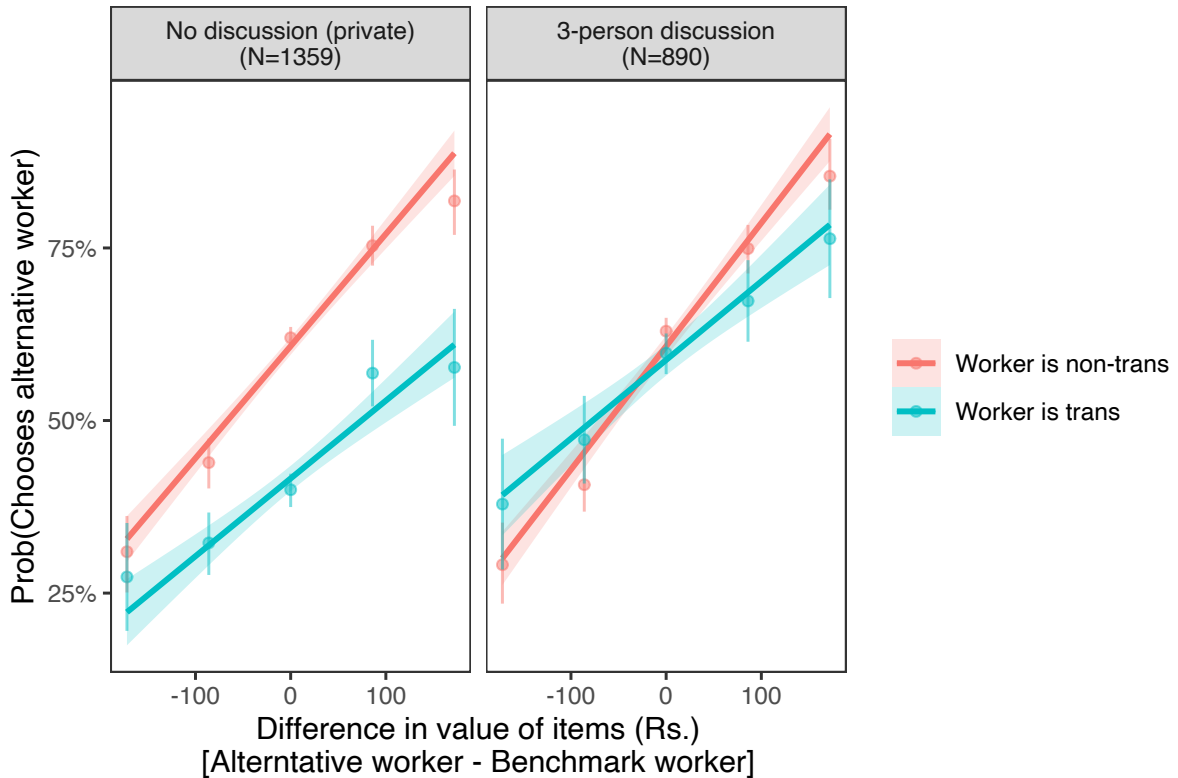 No discussion (private)
(N=1359)
3-person discussion
(N=890)
Prob(Chooses alternative worker)
75%
50%
25%
-100
0
100
-100
0
100
Difference in value of items (Rs.)
[Alterntative worker - Benchmark worker]
Worker is non-trans
Worker is trans